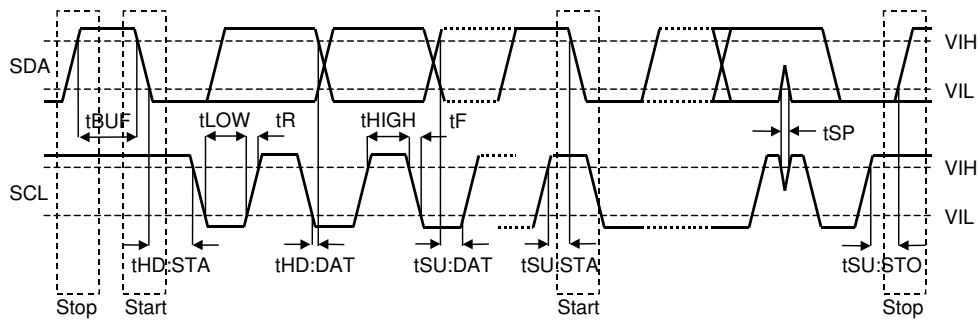 VIH
SDA
VIL
tBUF tLOW tR tHIGH tF
tSP
VIH
SCL
VIL
tHD:STA tHD:DAT tSU:DAT tSU:STA tSU:STO
Stop Start Start Stop